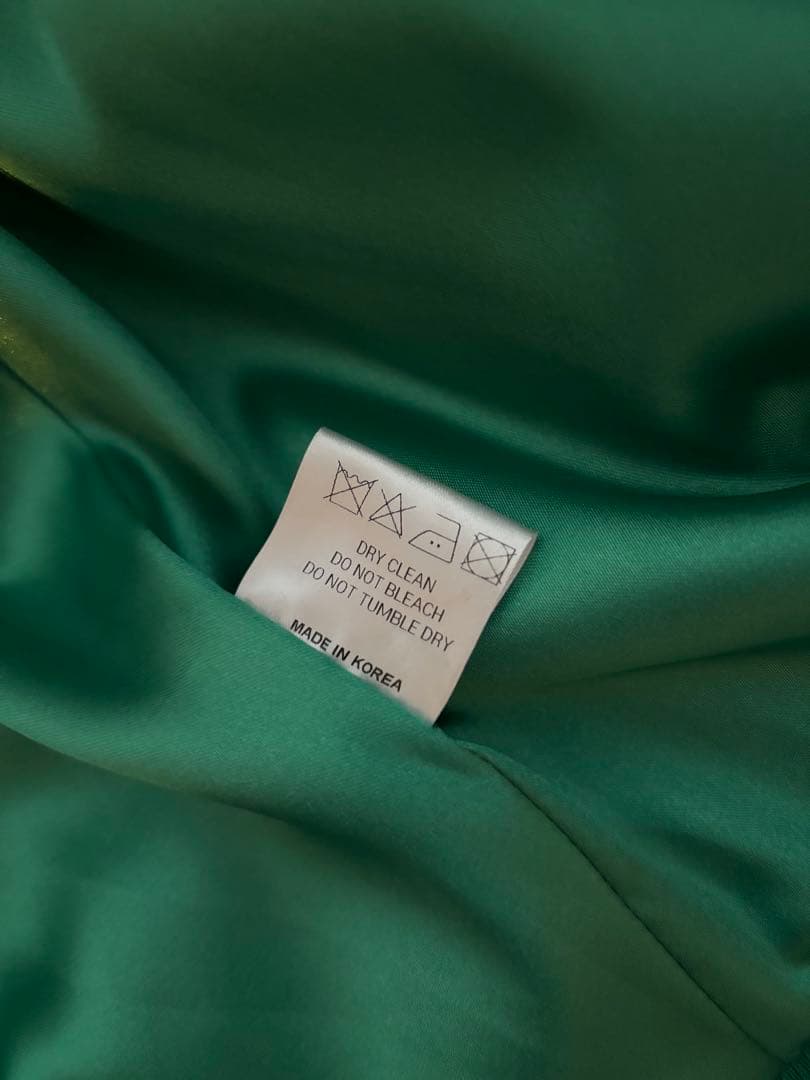 DRY CLEAN
DO NOT BLEACH
DO NOT TUMBLE DRY
MADE IN KOREA